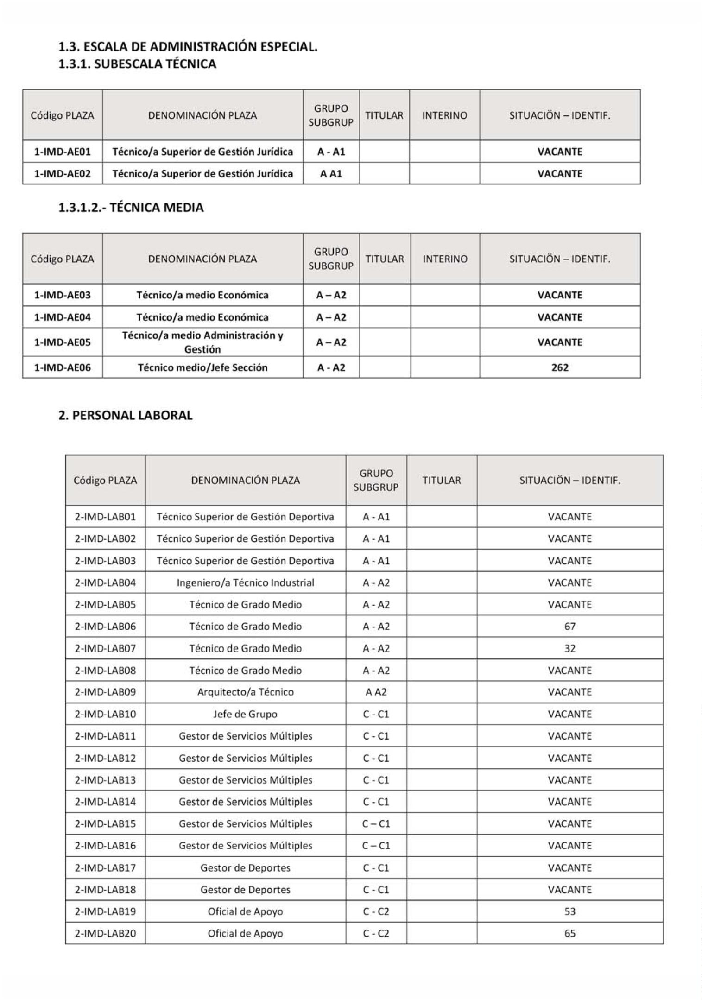 1.3. ESCALA DE ADMINISTRACIÓN ESPECIAL.
1.3.1. SUBESCALA TÉCNICA
Código PLAZA DENOMINACIÓN PLAZA GRUPO SUBGRUP TITULAR INTERINO SITUACIÖN – IDENTIF.
1-IMD-AE01 Técnico/a Superior de Gestión Jurídica A - A1 VACANTE
1-IMD-AE02 Técnico/a Superior de Gestión Jurídica A A1 VACANTE
1.3.1.2.- TÉCNICA MEDIA
Código PLAZA DENOMINACIÓN PLAZA GRUPO SUBGRUP TITULAR INTERINO SITUACIÖN – IDENTIF.
1-IMD-AE03 Técnico/a medio Económica A – A2 VACANTE
1-IMD-AE04 Técnico/a medio Económica A – A2 VACANTE
1-IMD-AE05 Técnico/a medio Administración y Gestión A – A2 VACANTE
1-IMD-AE06 Técnico medio/Jefe Sección A - A2 262
2. PERSONAL LABORAL
Código PLAZA DENOMINACIÓN PLAZA GRUPO SUBGRUP TITULAR SITUACIÖN – IDENTIF.
2-IMD-LAB01 Técnico Superior de Gestión Deportiva A - A1 VACANTE
2-IMD-LAB02 Técnico Superior de Gestión Deportiva A - A1 VACANTE
2-IMD-LAB03 Técnico Superior de Gestión Deportiva A - A1 VACANTE
2-IMD-LAB04 Ingeniero/a Técnico Industrial A - A2 VACANTE
2-IMD-LAB05 Técnico de Grado Medio A - A2 VACANTE
2-IMD-LAB06 Técnico de Grado Medio A - A2 67
2-IMD-LAB07 Técnico de Grado Medio A - A2 32
2-IMD-LAB08 Técnico de Grado Medio A - A2 VACANTE
2-IMD-LAB09 Arquitecto/a Técnico A A2 VACANTE
2-IMD-LAB10 Jefe de Grupo C - C1 VACANTE
2-IMD-LAB11 Gestor de Servicios Múltiples C - C1 VACANTE
2-IMD-LAB12 Gestor de Servicios Múltiples C - C1 VACANTE
2-IMD-LAB13 Gestor de Servicios Múltiples C - C1 VACANTE
2-IMD-LAB14 Gestor de Servicios Múltiples C - C1 VACANTE
2-IMD-LAB15 Gestor de Servicios Múltiples C – C1 VACANTE
2-IMD-LAB16 Gestor de Servicios Múltiples C – C1 VACANTE
2-IMD-LAB17 Gestor de Deportes C - C1 VACANTE
2-IMD-LAB18 Gestor de Deportes C - C1 VACANTE
2-IMD-LAB19 Oficial de Apoyo C - C2 53
2-IMD-LAB20 Oficial de Apoyo C - C2 65